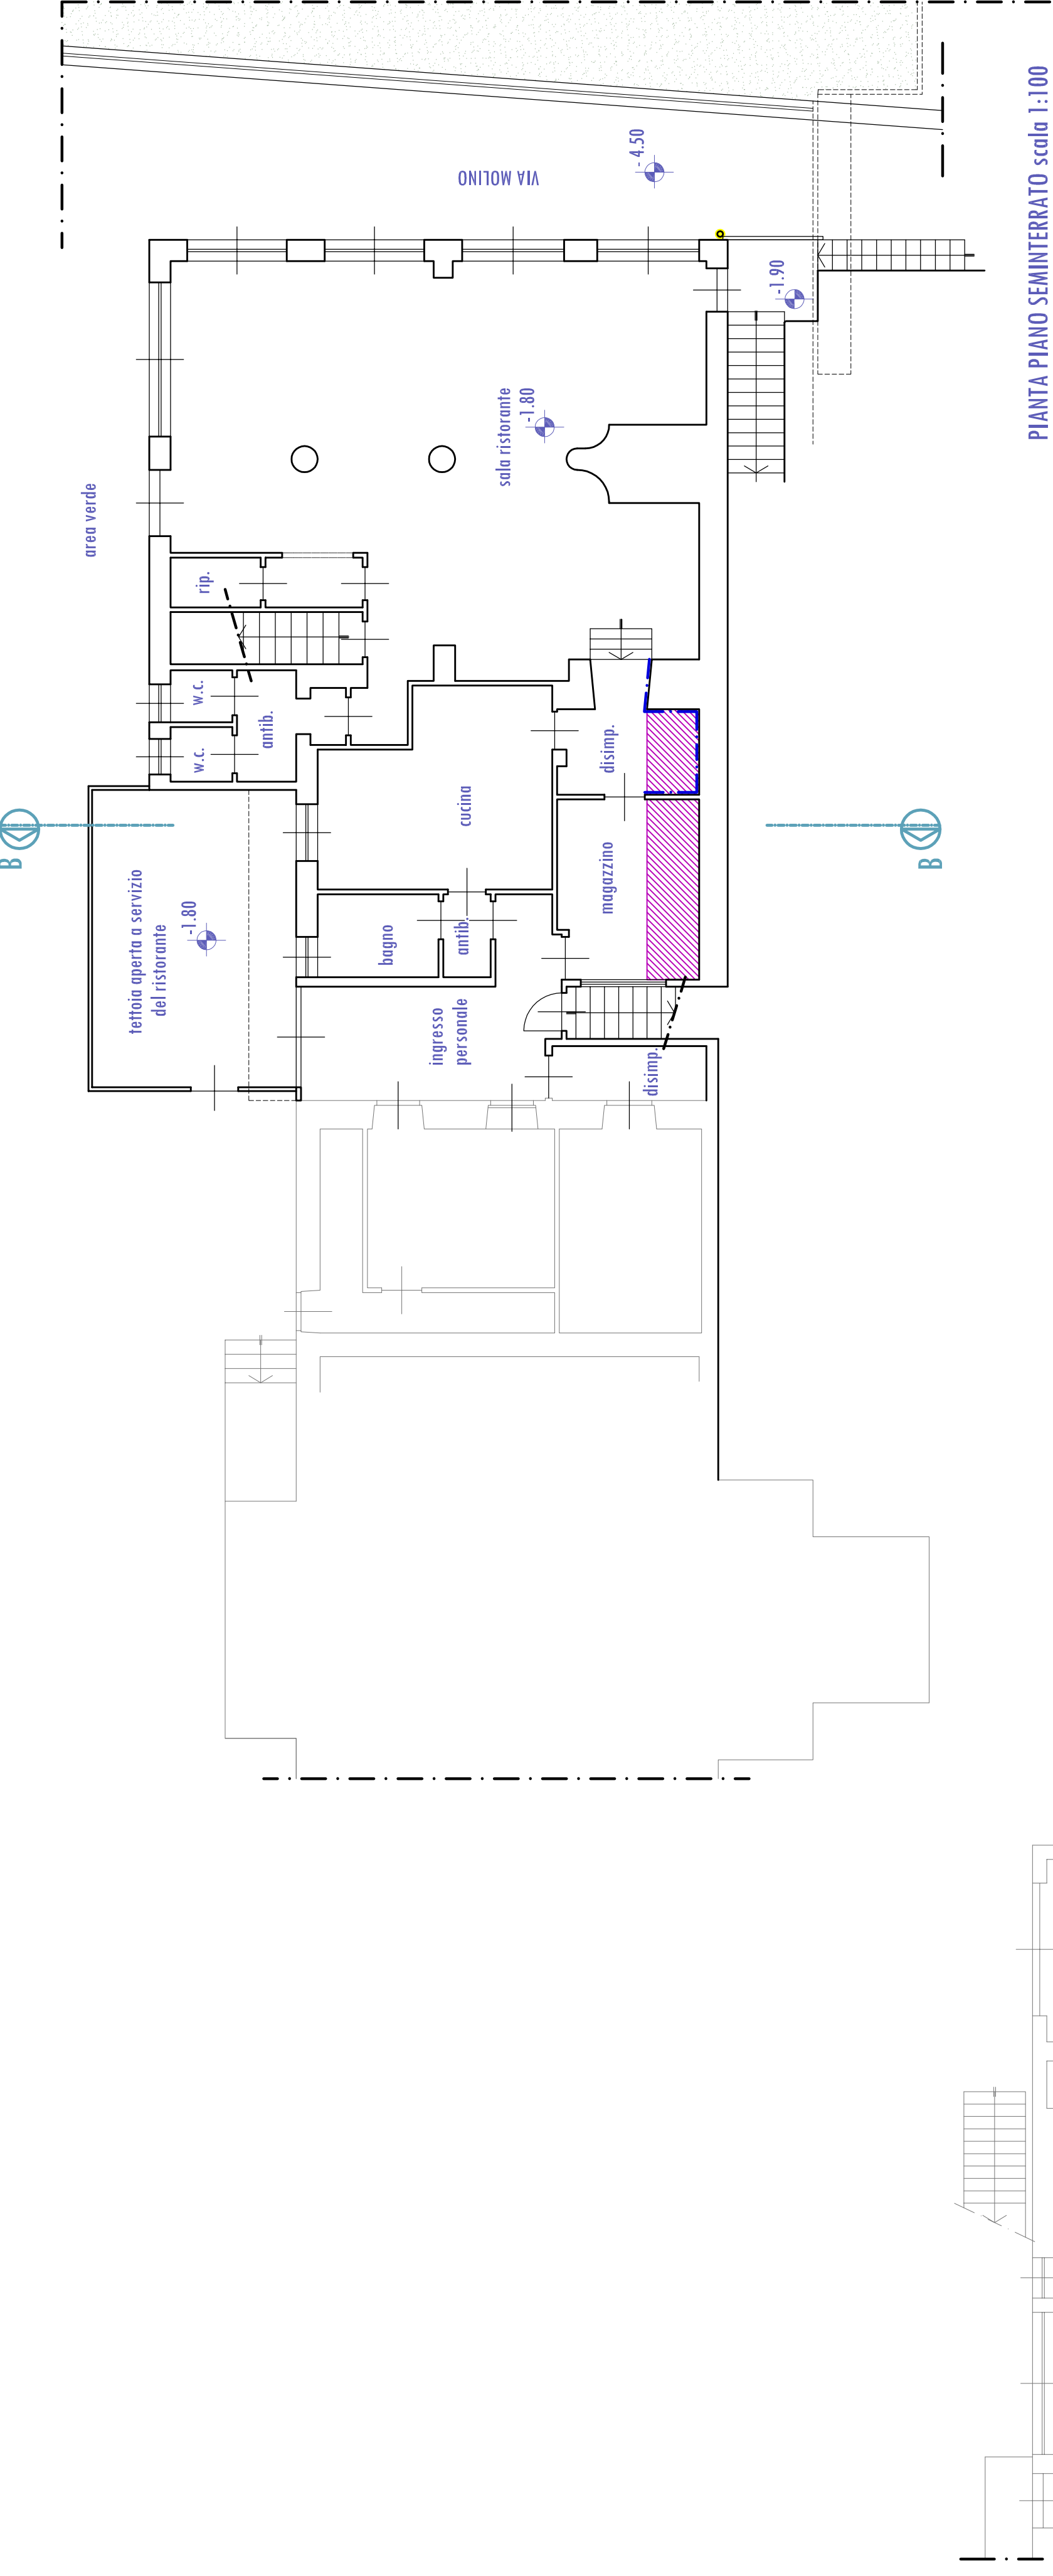 VIA MOLINO
- 4.50
-1.90
sala ristorante
-1.80
area verde
rip.
w.c.
w.c.
antib.
disimp.
cucina
magazzino
B
B
tettoia aperta a servizio
del ristorante
-1.80
bagno
antib.
ingresso
personale
disimp.
PIANTA PIANO SEMINTERRATO scala 1:100